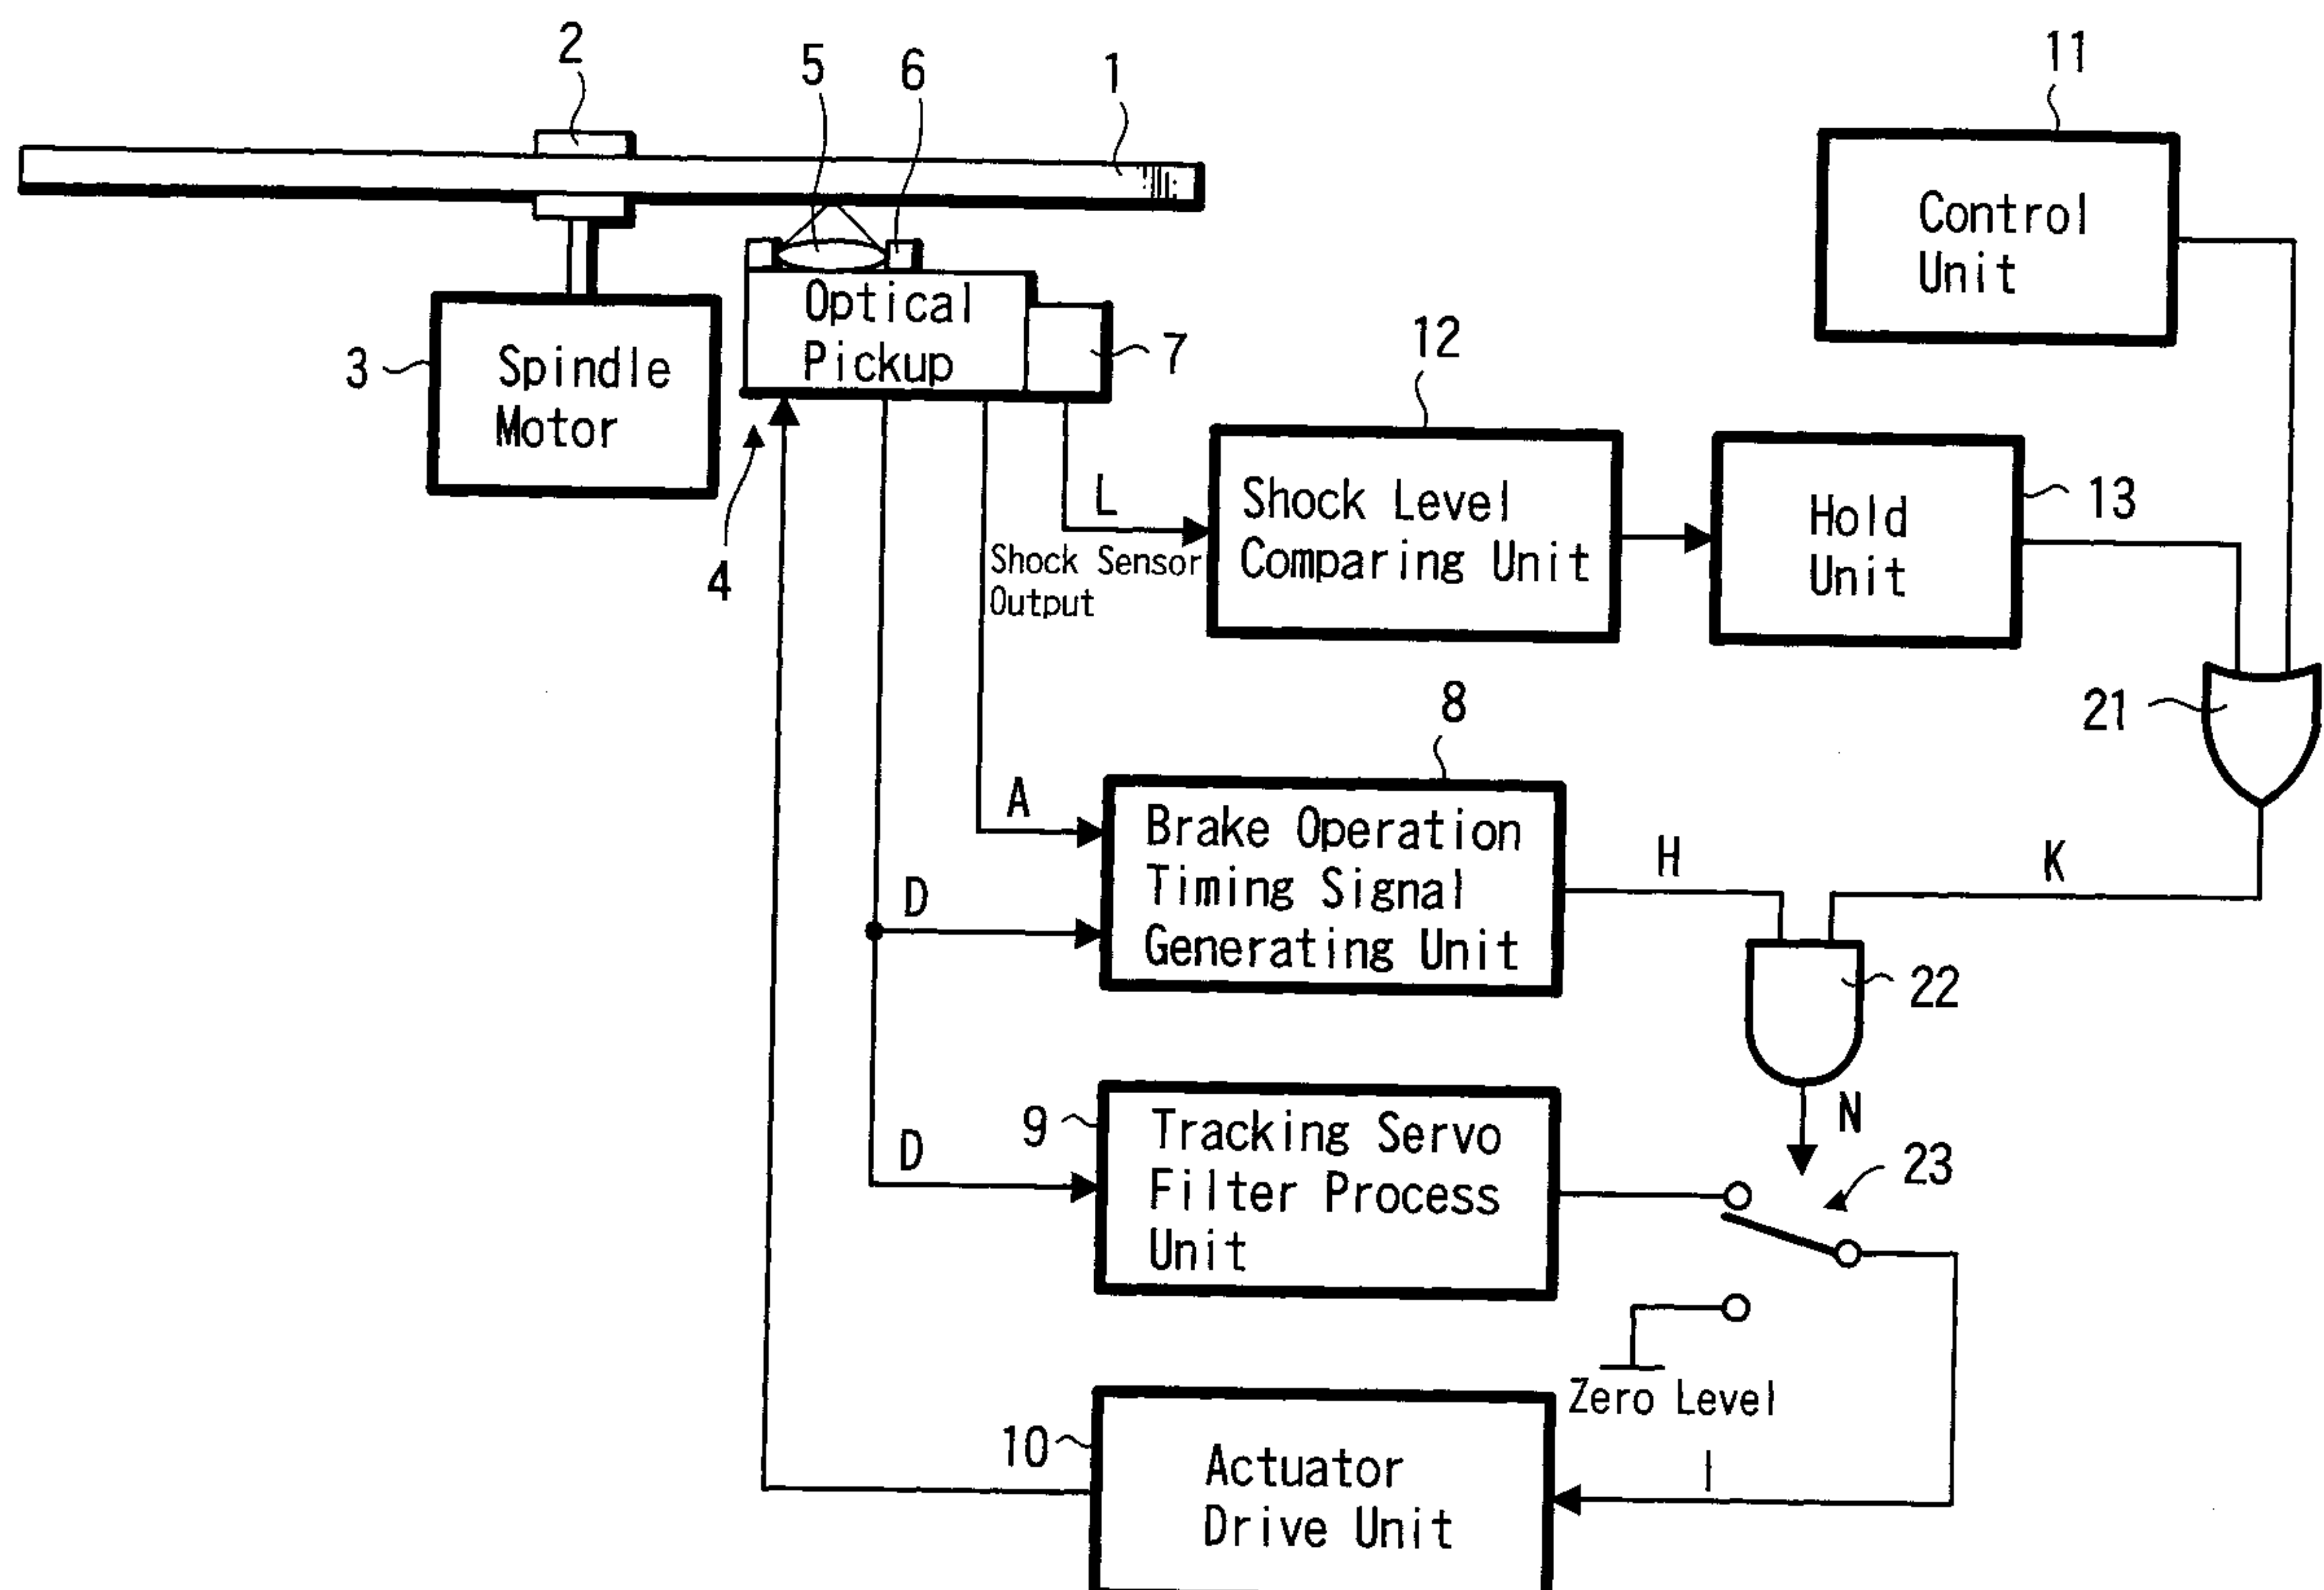 2
5
6
1
11
Control
Unit
Optical
Pickup
7
3
Spindle
Motor
12
4
L
Shock Sensor
Output
Shock Level
Comparing Unit
Hold
Unit
13
21
8
A
Brake Operation
Timing Signal
Generating Unit
D
H
K
22
N
9
D
Tracking Servo
Filter Process
Unit
23
Zero Level
10
Actuator
Drive Unit
I